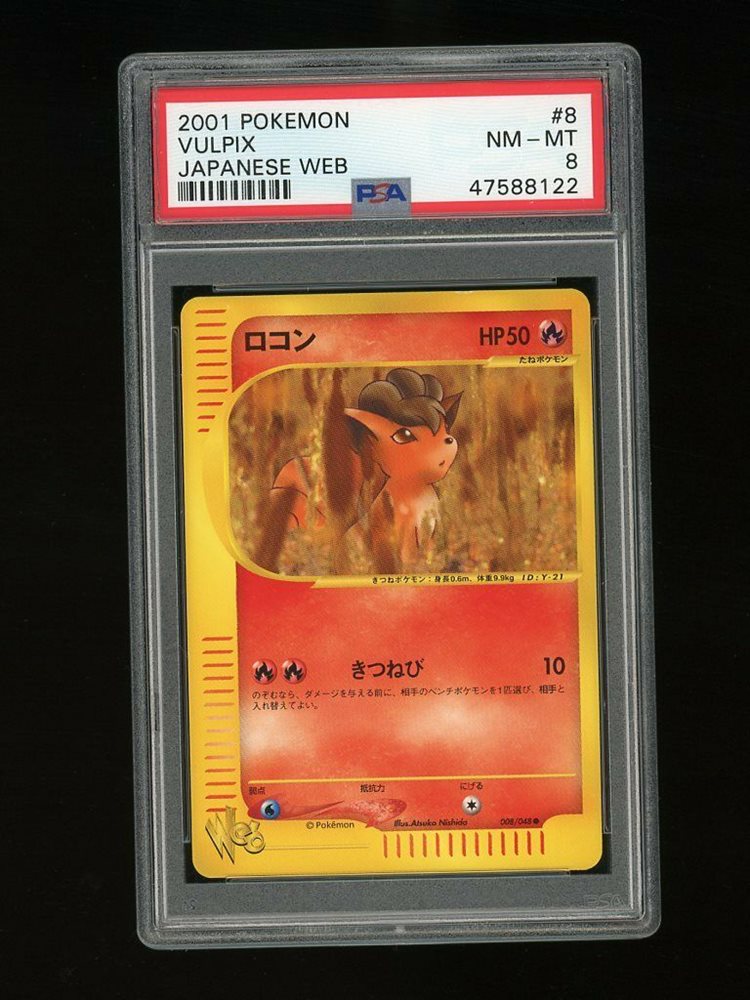 2001 POKEMON #8
VULPIX NM - MT
JAPANESE WEB 8
PSA 47588122
ロコン HP50
たねポケモン
きつねポケモン：身長0.6m、体重9.9kg ID:Y-21
きつねび 10
のぞむなら、ダメージを与える前に、相手のベンチポケモンを1匹選び、相手と
入れ替えてよい。
弱点 抵抗力 にげる
Web ©Pokémon Illus.Atsuko Nishida 008/048●
PSA